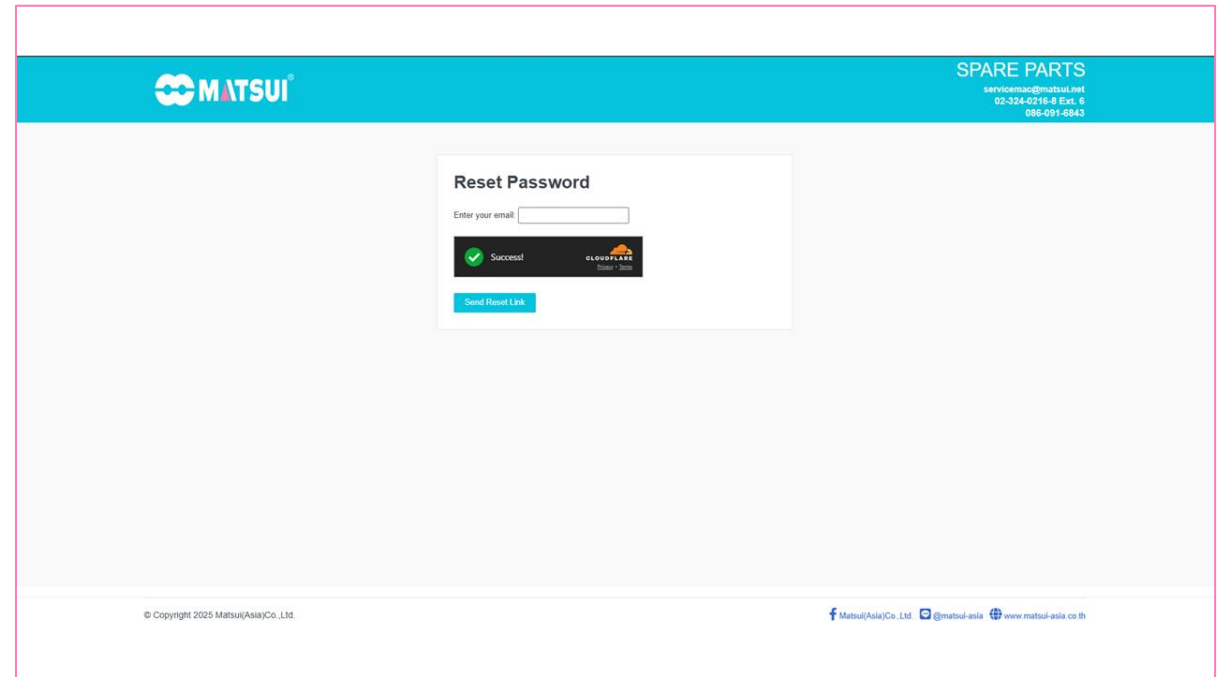 MATSUI®
SPARE PARTS
servicemac@matsui.net
02-324-0216-8 Ext. 6
086-091-6843
Reset Password
Enter your email:
Success!
CLOUDFLARE
Privacy • Terms
Send Reset Link
© Copyright 2025 Matsui(Asia)Co.,Ltd.
Matsui(Asia)Co.,Ltd @matsui-asia www.matsui-asia.co.th